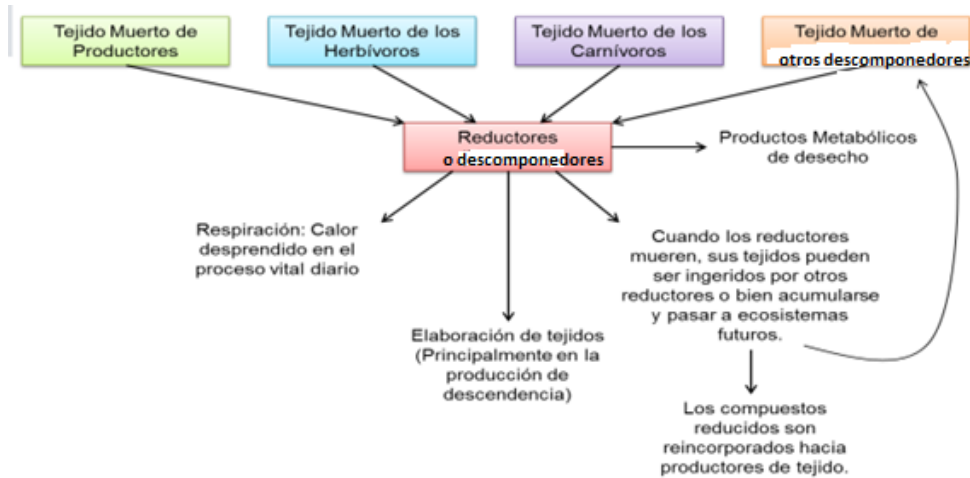 Tejido Muerto de
Productores
Tejido Muerto de los
Herbívoros
Tejido Muerto de los
Carnívoros
Tejido Muerto de
otros descomponedores
Reductores
o descomponedores
Productos Metabólicos
de desecho
Respiración: Calor
desprendido en el
proceso vital diario
Elaboración de tejidos
(Principalmente en la
producción de
descendencia)
Cuando los reductores
mueren, sus tejidos pueden
ser ingeridos por otros
reductores o bien acumularse
y pasar a ecosistemas
futuros.
Los compuestos
reducidos son
reincorporados hacia
productores de tejido.